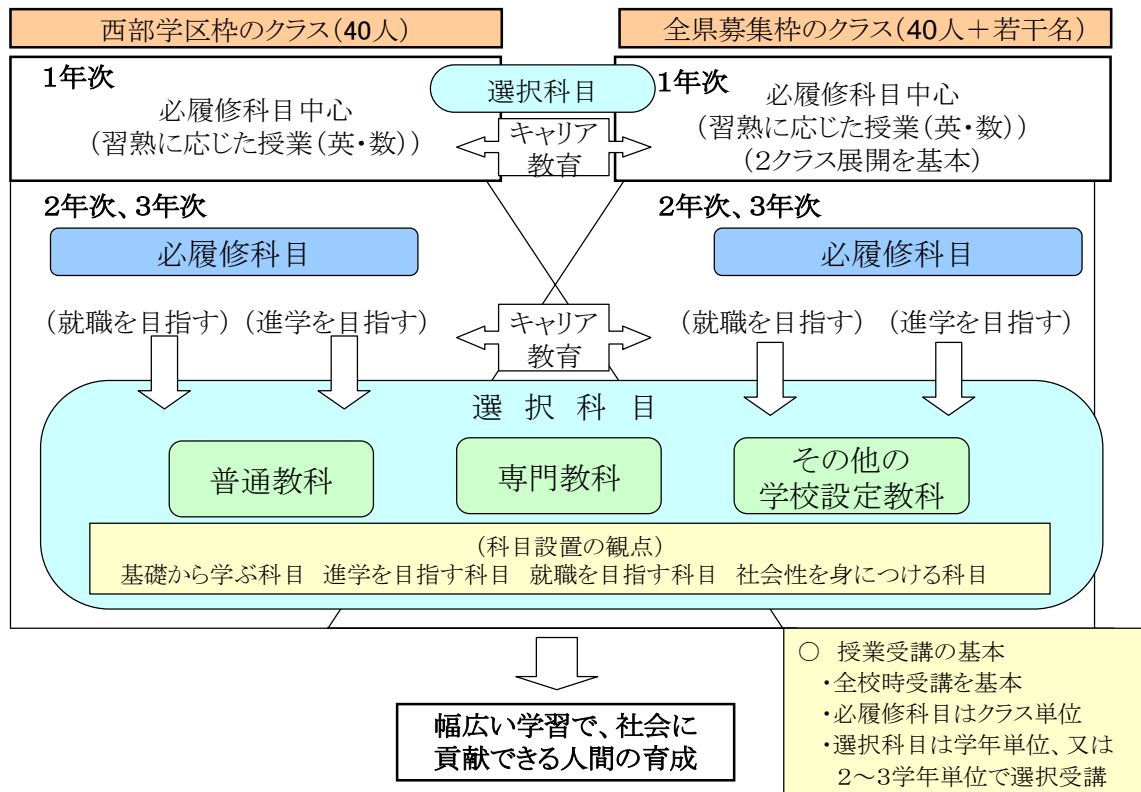 西部学区枠のクラス(40人)
全県募集枠のクラス(40人+若干名)
1年次
必履修科目中心
(習熟に応じた授業(英・数))
選択科目
キャリア
教育
1年次
必履修科目中心
(習熟に応じた授業(英・数))
(2クラス展開を基本)
2年次、3年次
必履修科目
(就職を目指す)
(進学を目指す)
キャリア
教育
2年次、3年次
必履修科目
(就職を目指す)
(進学を目指す)
選択科目
普通教科
専門教科
その他の
学校設定教科
(科目設置の観点)
基礎から学ぶ科目 進学を目指す科目 就職を目指す科目 社会性を身につける科目
幅広い学習で、社会に
貢献できる人間の育成
○ 授業受講の基本
・全校時受講を基本
・必履修科目はクラス単位
・選択科目は学年単位、又は
2~3学年単位で選択受講